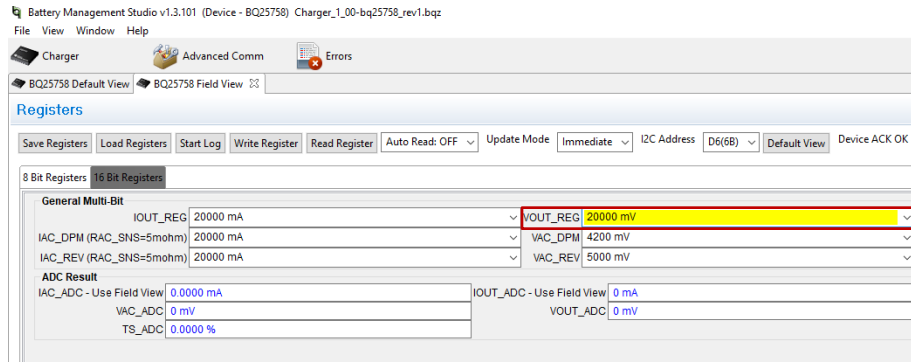 Battery Management Studio v1.3.101 (Device - BQ25758) Charger_1_00-bq25758_rev1.bqz
File View Window Help
Charger Advanced Comm Errors
BQ25758 Default View BQ25758 Field View
Registers
Save Registers Load Registers Start Log Write Register Read Register Auto Read: OFF Update Mode Immediate I2C Address D6(6B) Default View Device ACK OK
8 Bit Registers 16 Bit Registers
General Multi-Bit
IOUT_REG 20000 mA VOUT_REG 20000 mV
IAC_DPM (RAC_SNS=5mohm) 20000 mA VAC_DPM 4200 mV
IAC_REV (RAC_SNS=5mohm) 20000 mA VAC_REV 5000 mV
ADC Result
IAC_ADC - Use Field View 0.0000 mA IOUT_ADC - Use Field View 0 mA
VAC_ADC 0 mV VOUT_ADC 0 mV
TS_ADC 0.0000 %